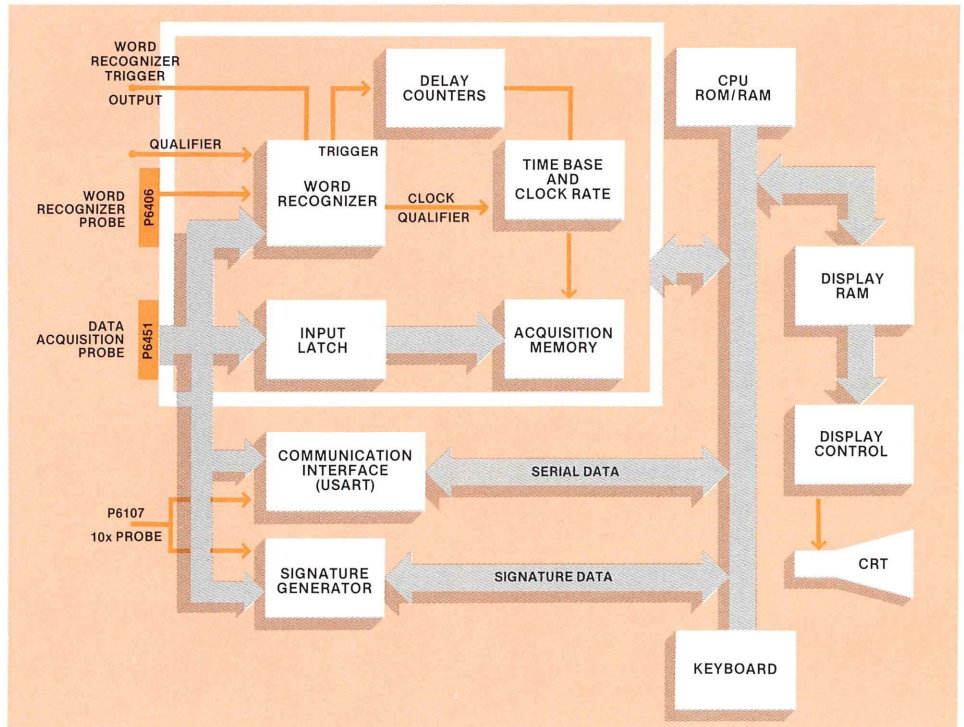 WORD
RECOGNIZER
TRIGGER
OUTPUT
DELAY
COUNTERS
CPU
ROM/RAM
QUALIFIER
TRIGGER
WORD
RECOGNIZER
TIME BASE
AND
CLOCK RATE
CLOCK
QUALIFIER
WORD
RECOGNIZER
PROBE
P6406
DISPLAY
RAM
DATA
ACQUISITION
PROBE
P6451
INPUT
LATCH
ACQUISITION
MEMORY
DISPLAY
CONTROL
COMMUNICATION
INTERFACE
(USART)
SERIAL DATA
P6107
10x PROBE
SIGNATURE
GENERATOR
SIGNATURE DATA
CRT
KEYBOARD